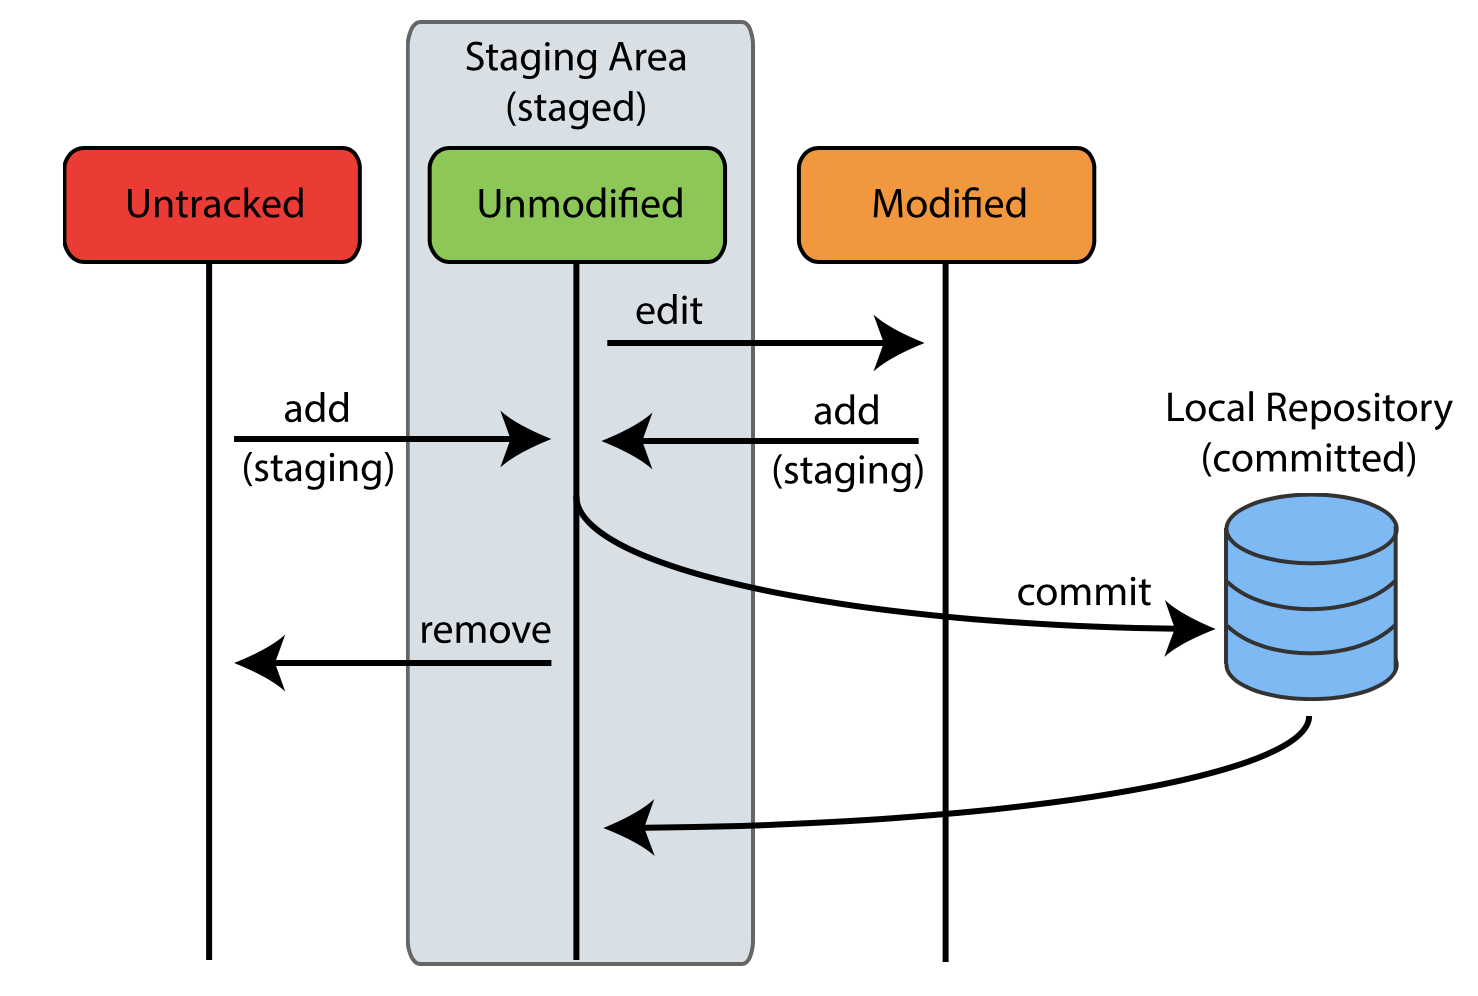 Staging Area
(staged)
Untracked
Unmodified
Modified
edit
add
(staging)
add
(staging)
Local Repository
(committed)
commit
remove